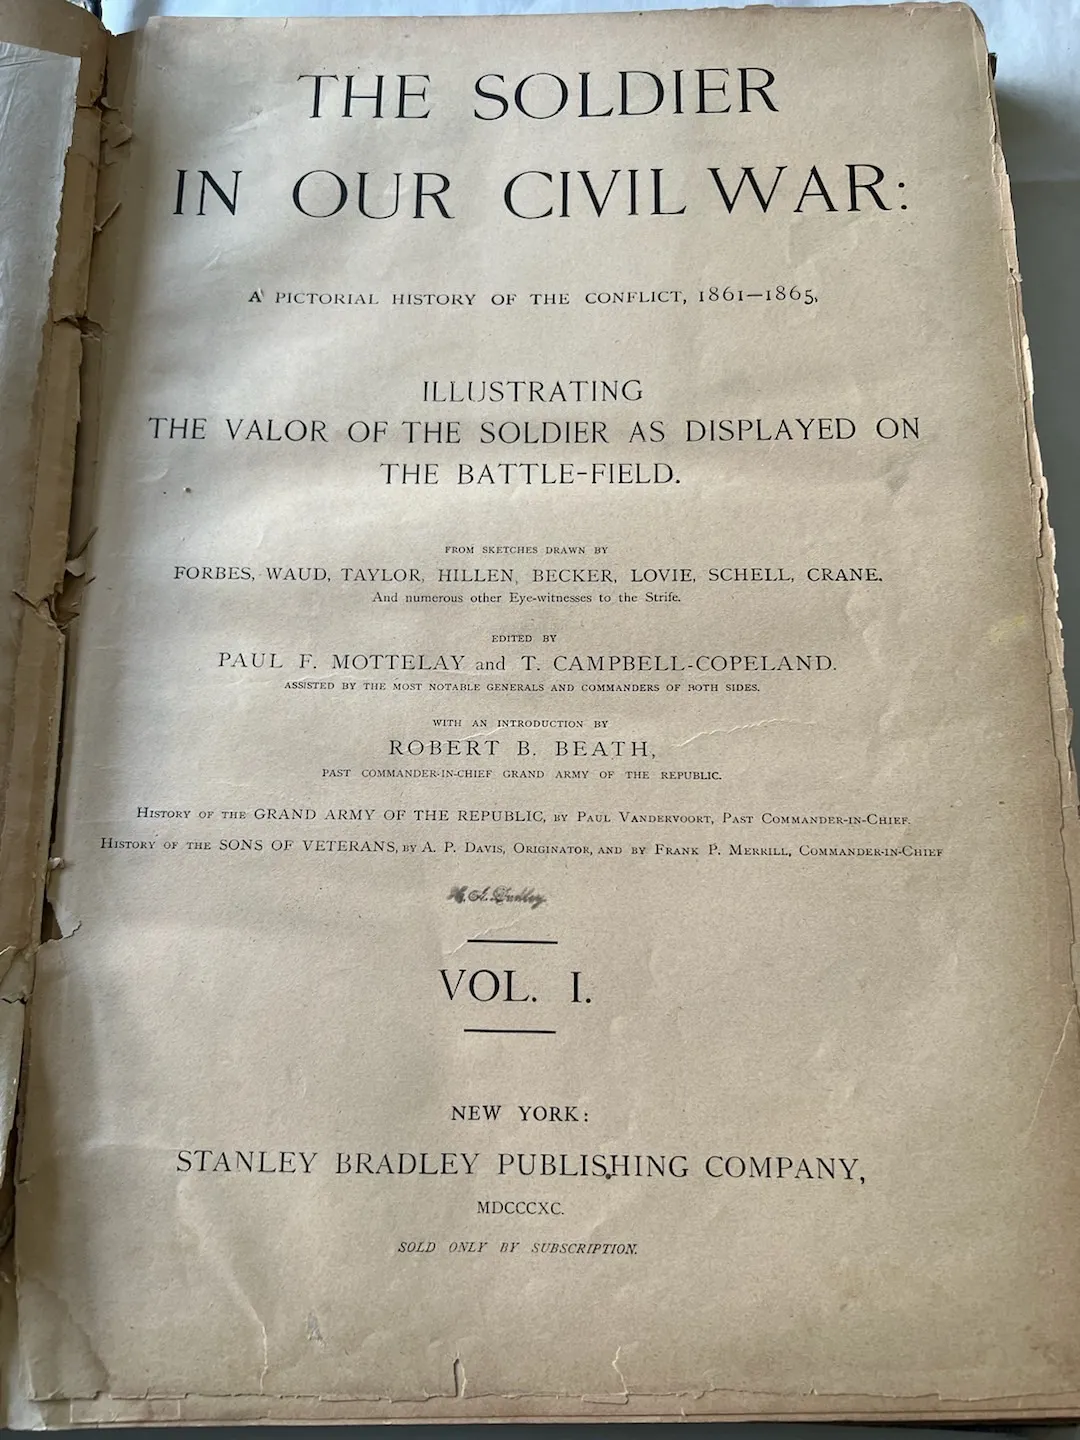 THE SOLDIER
IN OUR CIVIL WAR:
A PICTORIAL HISTORY OF THE CONFLICT, 1861—1865,
ILLUSTRATING
THE VALOR OF THE SOLDIER AS DISPLAYED ON
THE BATTLE-FIELD.
FROM SKETCHES DRAWN BY
FORBES, WAUD, TAYLOR, HILLEN, BECKER, LOVIE, SCHELL, CRANE.
And numerous other Eye-witnesses to the Strife.
EDITED BY
PAUL F. MOTTELAY and T. CAMPBELL-COPELAND.
ASSISTED BY THE MOST NOTABLE GENERALS AND COMMANDERS OF BOTH SIDES.
WITH AN INTRODUCTION BY
ROBERT B. BEATH,
PAST COMMANDER-IN-CHIEF GRAND ARMY OF THE REPUBLIC.
HISTORY OF THE GRAND ARMY OF THE REPUBLIC, BY PAUL VANDERVOORT, PAST COMMANDER-IN-CHIEF.
HISTORY OF THE SONS OF VETERANS, BY A. P. DAVIS, ORIGINATOR, AND BY FRANK P. MERRILL, COMMANDER-IN-CHIEF
VOL. I.
NEW YORK:
STANLEY BRADLEY PUBLISHING COMPANY,
MDCCCXC.
SOLD ONLY BY SUBSCRIPTION.